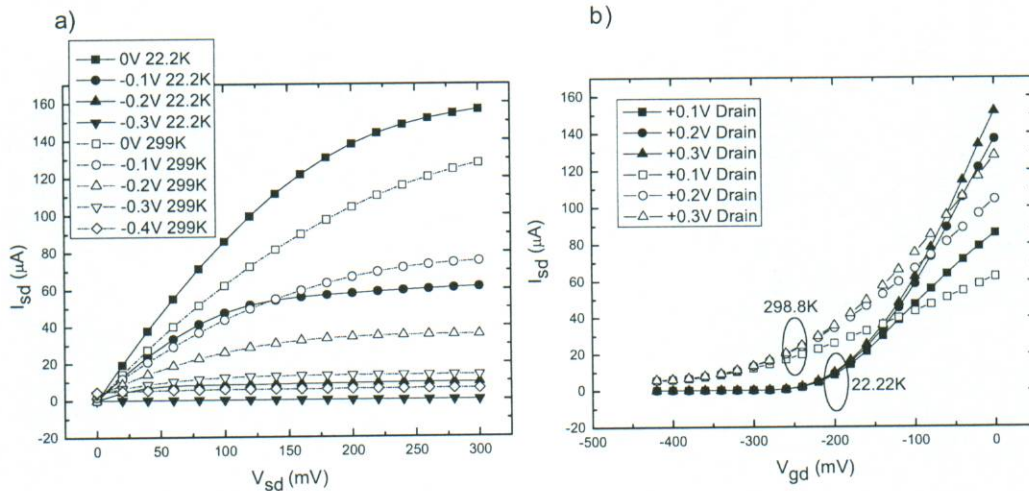 a)
0V 22.2K
-0.1V 22.2K
-0.2V 22.2K
-0.3V 22.2K
0V 299K
-0.1V 299K
-0.2V 299K
-0.3V 299K
-0.4V 299K
160
140
120
100
80
60
40
20
0
-20
I_sd (µA)
0 50 100 150 200 250 300
V_sd (mV)
b)
+0.1V Drain
+0.2V Drain
+0.3V Drain
+0.1V Drain
+0.2V Drain
+0.3V Drain
160
140
120
100
80
60
40
20
0
-20
I_sd (µA)
298.8K
22.22K
-500 -400 -300 -200 -100 0
V_gd (mV)